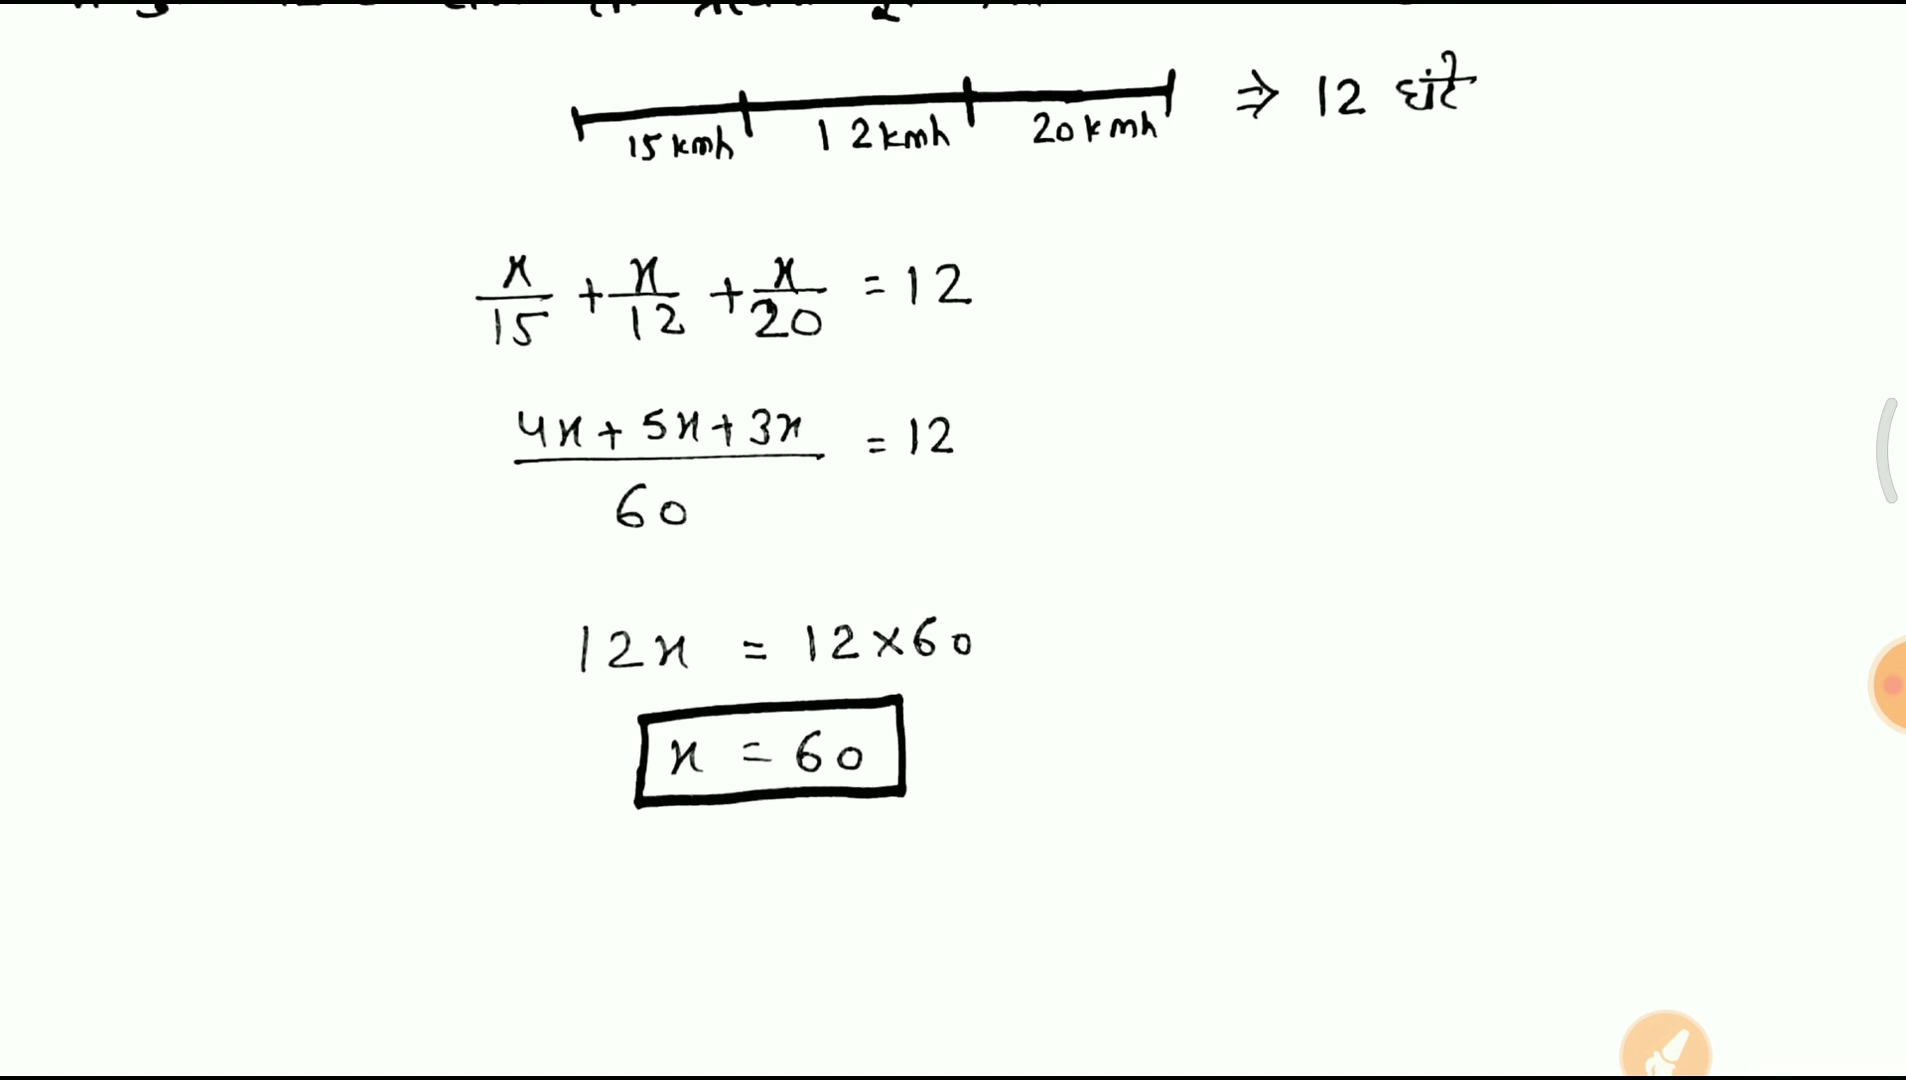 15 kmh 12 kmh 20 kmh ⇒ 12 घंटे
x/15 + x/12 + x/20 = 12
4x + 5x + 3x / 60 = 12
12x = 12×60
x = 60